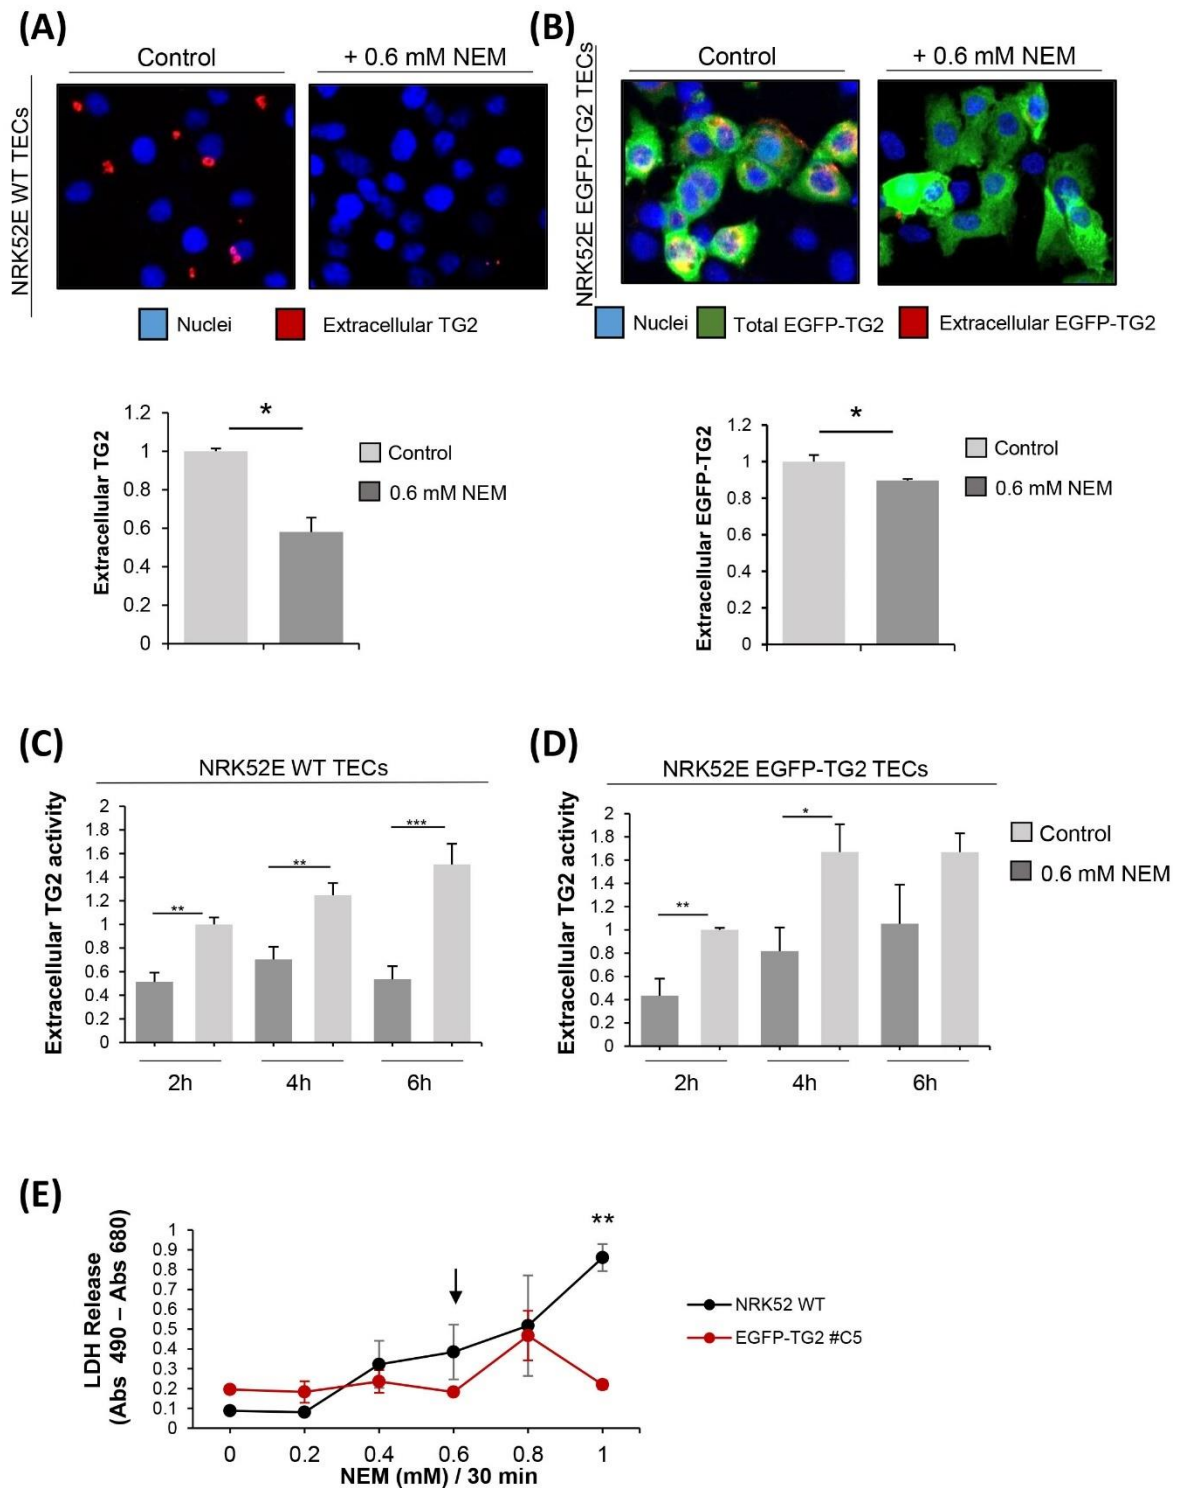 (A)
Control
+ 0.6 mM NEM
NRK52E WT TECs
Nuclei
Extracellular TG2
(B)
Control
+ 0.6 mM NEM
NRK52E EGFP-TG2 TECs
Nuclei
Total EGFP-TG2
Extracellular EGFP-TG2
Extracellular TG2
1.2
1
0.8
0.6
0.4
0.2
0
*
Control
0.6 mM NEM
Extracellular EGFP-TG2
1.2
1
0.8
0.6
0.4
0.2
0
*
Control
0.6 mM NEM
(C)
NRK52E WT TECs
Extracellular TG2 activity
2
1.8
1.6
1.4
1.2
1
0.8
0.6
0.4
0.2
0
**
**
***
2h
4h
6h
(D)
NRK52E EGFP-TG2 TECs
Extracellular TG2 activity
2
1.8
1.6
1.4
1.2
1
0.8
0.6
0.4
0.2
0
**
*
2h
4h
6h
Control
0.6 mM NEM
(E)
LDH Release
(Abs 490 – Abs 680)
1
0.9
0.8
0.7
0.6
0.5
0.4
0.3
0.2
0.1
0
**
0
0.2
0.4
0.6
0.8
1
NEM (mM) / 30 min
NRK52 WT
EGFP-TG2 #C5